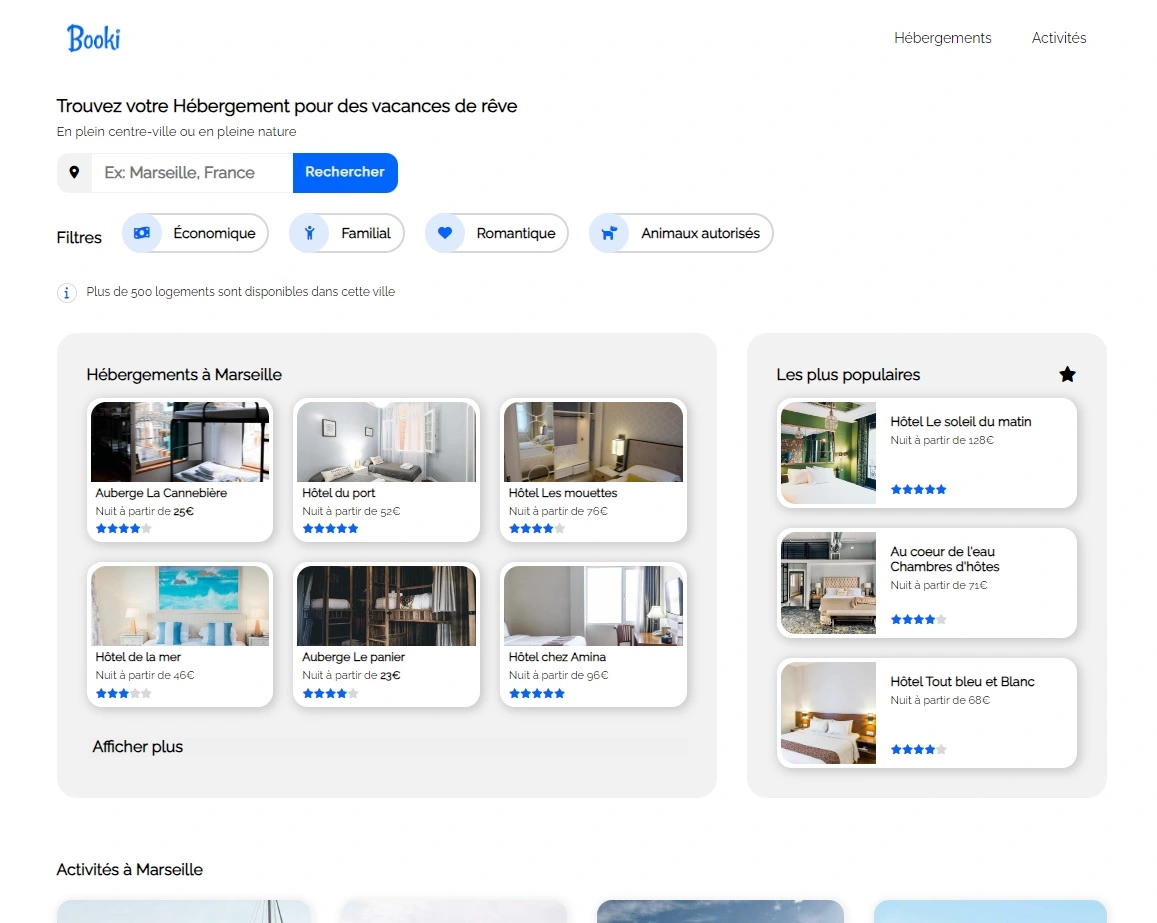 Booki
Hébergements
Activités
Trouvez votre Hébergement pour des vacances de rêve
En plein centre-ville ou en pleine nature
Ex: Marseille, France
Rechercher
Filtres
Économique
Familial
Romantique
Animaux autorisés
Plus de 500 logements sont disponibles dans cette ville
Hébergements à Marseille
Auberge La Cannebière
Nuit à partir de 25€
Hôtel du port
Nuit à partir de 52€
Hôtel Les mouettes
Nuit à partir de 76€
Hôtel de la mer
Nuit à partir de 46€
Auberge Le panier
Nuit à partir de 23€
Hôtel chez Amina
Nuit à partir de 96€
Afficher plus
Les plus populaires
Hôtel Le soleil du matin
Nuit à partir de 128€
Au coeur de l'eau
Chambres d'hôtes
Nuit à partir de 71€
Hôtel Tout bleu et Blanc
Nuit à partir de 68€
Activités à Marseille